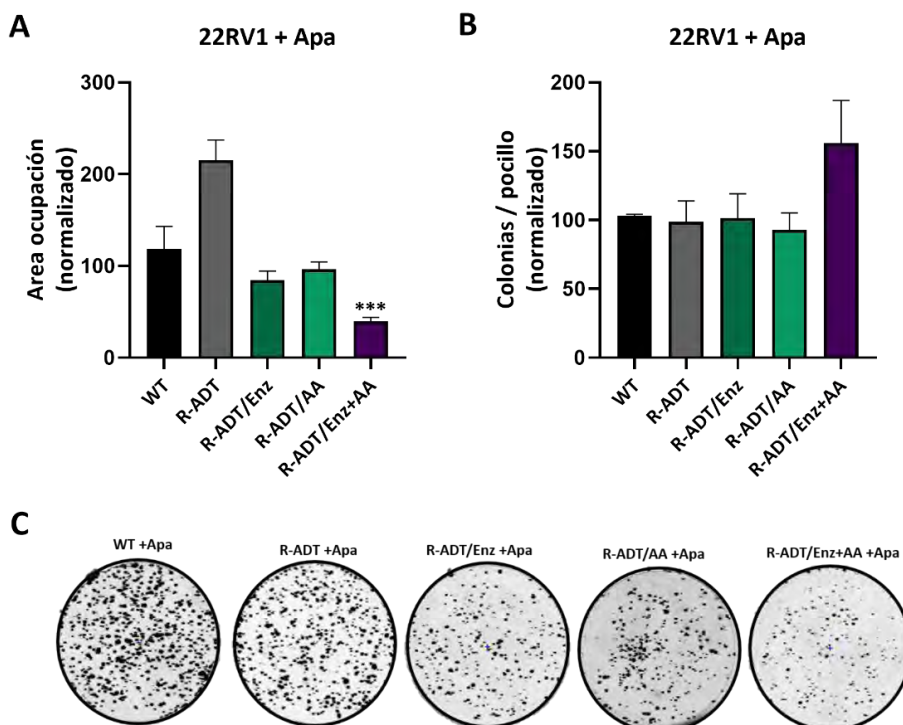 A
22RV1 + Apa
Area ocupación
(normalizado)
300
200
100
0
***
WT
R-ADT
R-ADT/Enz
R-ADT/AA
R-ADT/Enz+AA
B
22RV1 + Apa
Colonias / pocillo
(normalizado)
200
150
100
50
0
WT
R-ADT
R-ADT/Enz
R-ADT/AA
R-ADT/Enz+AA
C
WT +Apa
R-ADT +Apa
R-ADT/Enz +Apa
R-ADT/AA +Apa
R-ADT/Enz+AA +Apa